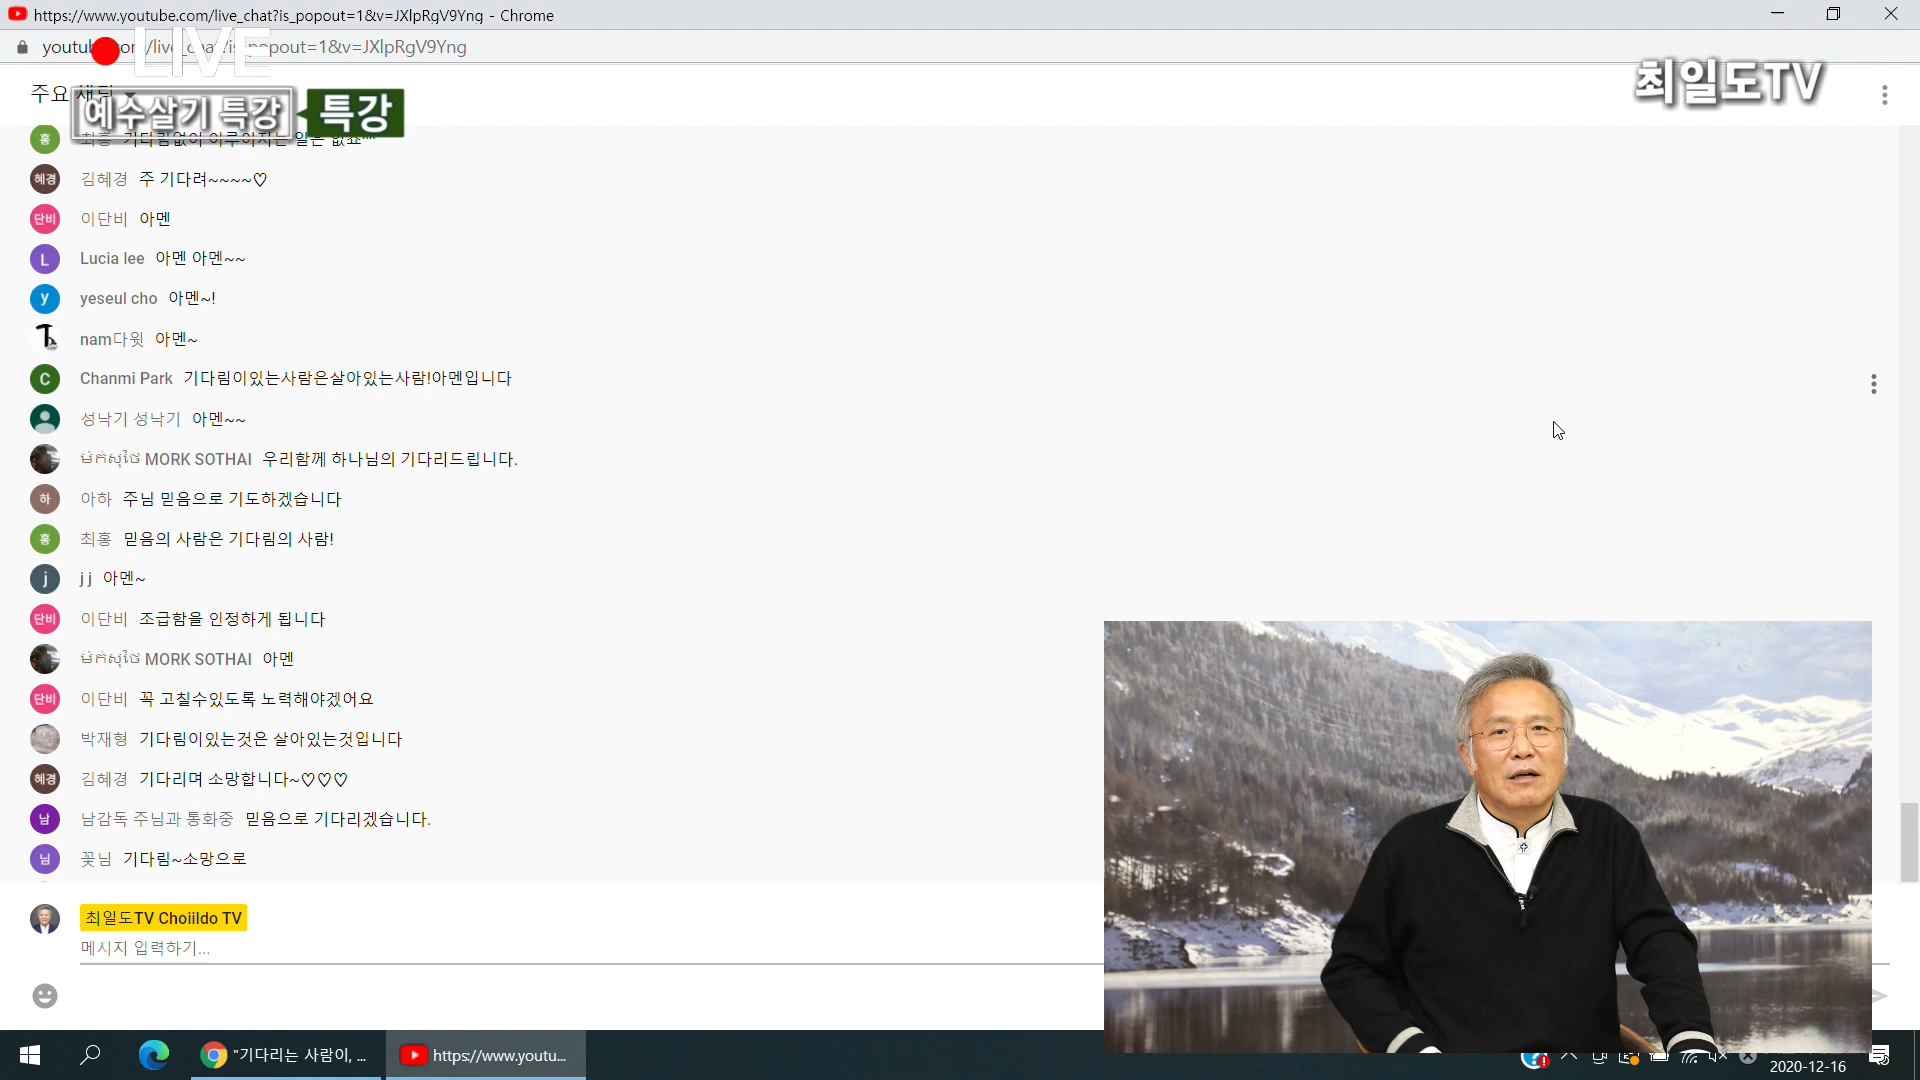 https://www.youtube.com/live_chat?is_popout=1&v=JXlpRgV9Yng - Chrome
LIVE
최일도TV
주요 채팅
예수살기 특강 특강
김혜경 주 기다려~~~~♡
이단비 아멘
Lucia lee 아멘 아멘~~
yeseul cho 아멘~!
nam다윗 아멘~
Chanmi Park 기다림이있는사람은살아있는사람!아멘입니다
성낙기 성낙기 아멘~~
MORK SOTHAI 우리함께 하나님의 기다리드립니다.
아하 주님 믿음으로 기도하겠습니다
최홍 믿음의 사람은 기다림의 사람!
j j 아멘~
이단비 조급함을 인정하게 됩니다
MORK SOTHAI 아멘
이단비 꼭 고칠수있도록 노력해야겠어요
박재형 기다림이있는것은 살아있는것입니다
김혜경 기다리며 소망합니다~♡♡♡
남감독 주님과 통화중 믿음으로 기다리겠습니다.
꽃님 기다림~소망으로
최일도TV Choiildo TV
메시지 입력하기...
"기다리는 사람이, ...
https://www.youtu...
2020-12-16